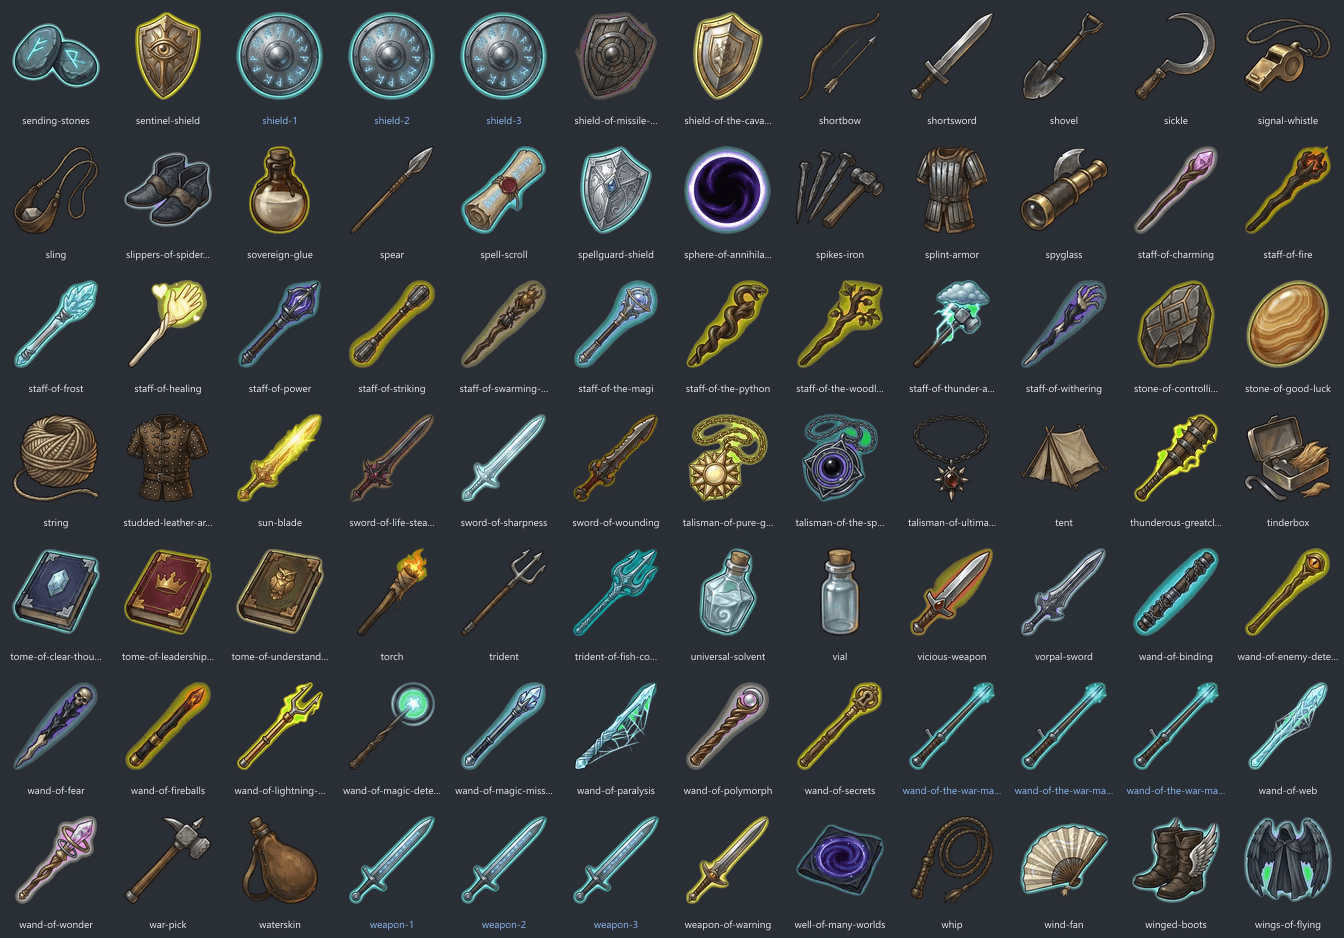 sending-stones
sentinel-shield
shield-1
shield-2
shield-3
shield-of-missile-...
shield-of-the-cava...
shortbow
shortsword
shovel
sickle
signal-whistle
sling
slippers-of-spider...
sovereign-glue
spear
spell-scroll
spellguard-shield
sphere-of-annihila...
spikes-iron
splint-armor
spyglass
staff-of-charming
staff-of-fire
staff-of-frost
staff-of-healing
staff-of-power
staff-of-striking
staff-of-swarming-...
staff-of-the-magi
staff-of-the-python
staff-of-the-woodl...
staff-of-thunder-a...
staff-of-withering
stone-of-controlli...
stone-of-good-luck
string
studded-leather-ar...
sun-blade
sword-of-life-stea...
sword-of-sharpness
sword-of-wounding
talisman-of-pure-g...
talisman-of-the-sp...
talisman-of-ultima...
tent
thunderous-greatcl...
tinderbox
tome-of-clear-thou...
tome-of-leadership...
tome-of-understand...
torch
trident
trident-of-fish-co...
universal-solvent
vial
vicious-weapon
vorpal-sword
wand-of-binding
wand-of-enemy-dete...
wand-of-fear
wand-of-fireballs
wand-of-lightning-...
wand-of-magic-dete...
wand-of-magic-miss...
wand-of-paralysis
wand-of-polymorph
wand-of-secrets
wand-of-the-war-ma...
wand-of-the-war-ma...
wand-of-the-war-ma...
wand-of-web
wand-of-wonder
war-pick
waterskin
weapon-1
weapon-2
weapon-3
weapon-of-warning
well-of-many-worlds
whip
wind-fan
winged-boots
wings-of-flying